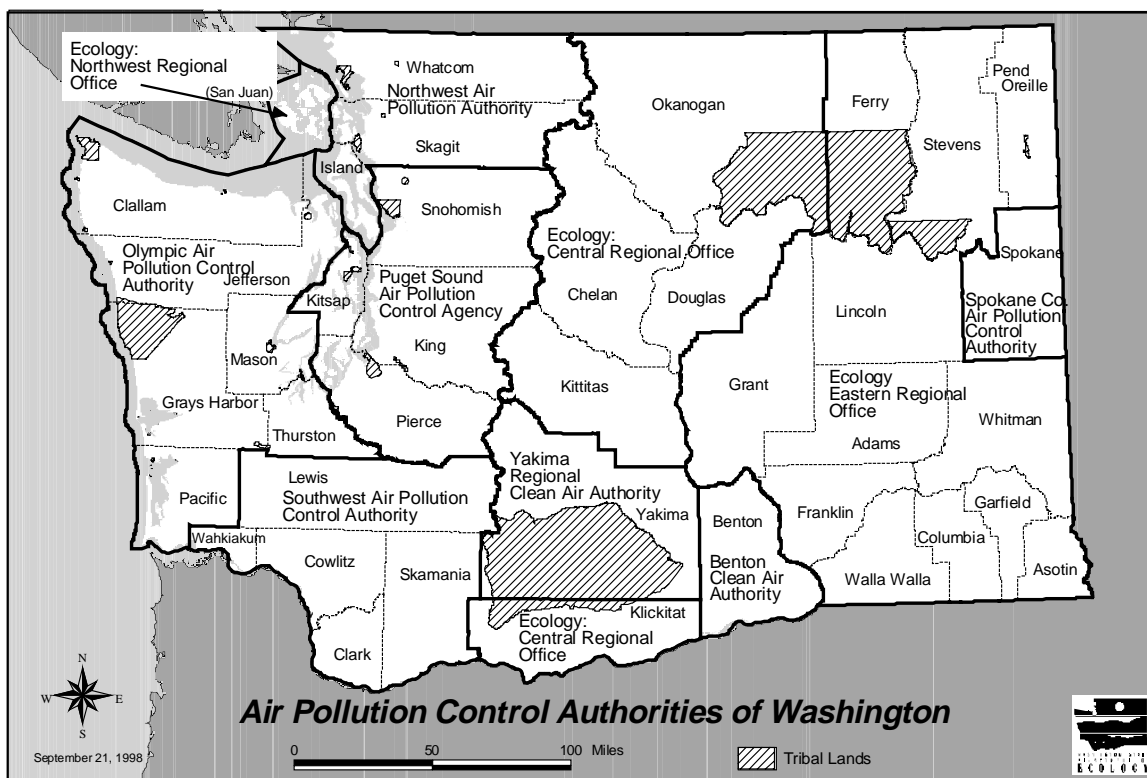 Ecology:
Northwest Regional
Office
(San Juan)
Whatcom
Northwest Air
Pollution Authority
Skagit
Island
Okanogan
Ferry
Pend
Oreille
Stevens
Clallam
Snohomish
Olympic Air
Pollution Control
Authority
Jefferson
Ecology:
Central Regional Office
Spokane
Kitsap
Puget Sound
Air Pollution
Control Agency
Chelan
Douglas
Lincoln
Spokane Co.
Air Pollution
Control
Authority
Mason
King
Kittitas
Grant
Ecology
Eastern Regional
Office
Whitman
Grays Harbor
Pierce
Adams
Thurston
Lewis
Southwest Air Pollution
Control Authority
Yakima
Regional
Clean Air Authority
Yakima
Pacific
Benton
Franklin
Garfield
Wahkiakum
Columbia
Cowlitz
Skamania
Benton
Clean Air
Authority
Walla Walla
Asotin
Klickitat
Ecology:
Central Regional
Office
Clark
N
W E
S
September 21, 1998
Air Pollution Control Authorities of Washington
0 50 100 Miles
Tribal Lands
ECOLOGY